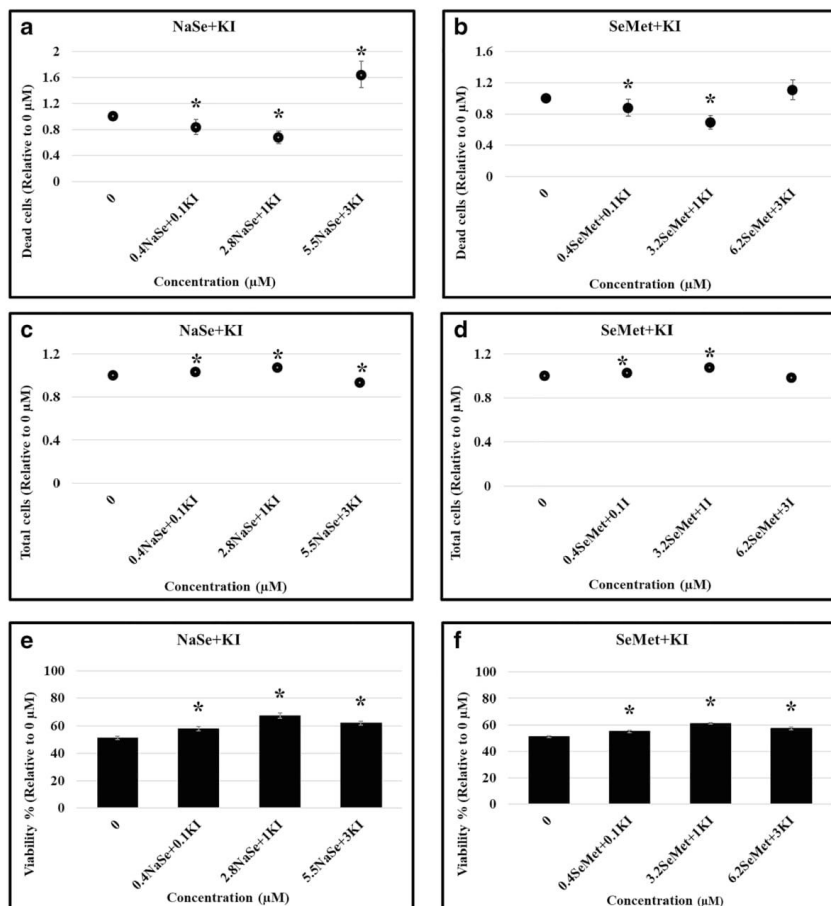 a
NaSe+KI
Dead cells (Relative to 0 µM)
2
1.6
1.2
0.8
0.4
0
*
*
*
0
0.4NaSe+0.1KI
2.8NaSe+1KI
5.5NaSe+3KI
Concentration (µM)
b
SeMet+KI
Dead cells (Relative to 0 µM)
1.6
1.2
0.8
0.4
0
*
*
0
0.4SeMet+0.1KI
3.2SeMet+1KI
6.2SeMet+3KI
Concentration (µM)
c
NaSe+KI
Total cells (Relative to 0 µM)
1.2
0.8
0.4
0
*
*
*
0
0.4NaSe+0.1KI
2.8NaSe+1KI
5.5NaSe+3KI
Concentration (µM)
d
SeMet+KI
Total cells (Relative to 0 µM)
1.2
0.8
0.4
0
*
*
0
0.4SeMet+0.1I
3.2SeMet+1I
6.2SeMet+3I
Concentration (µM)
e
NaSe+KI
Viability % (Relative to 0 µM)
100
80
60
40
20
0
*
*
*
0
0.4NaSe+0.1KI
2.8NaSe+1KI
5.5NaSe+3KI
Concentration (µM)
f
SeMet+KI
Viability % (Relative to 0 µM)
100
80
60
40
20
0
*
*
*
0
0.4SeMet+0.1KI
3.2SeMet+1KI
6.2SeMet+3KI
Concentration (µM)